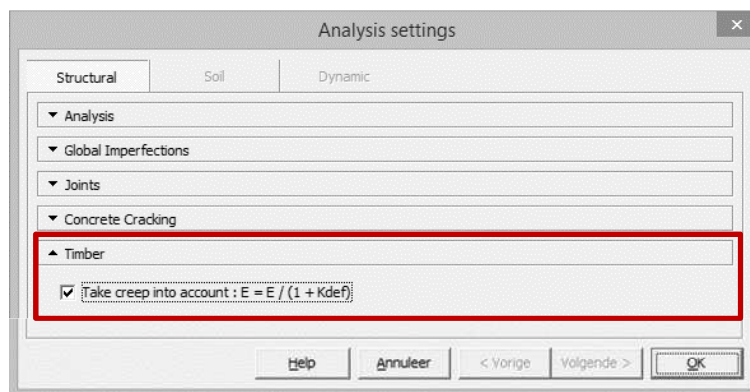 Analysis settings
Structural Soil Dynamic
Analysis
Global Imperfections
Joints
Concrete Cracking
Timber
Take creep into account : E = E / (1 + Kdef)
Help Annuleer < Vorige Volgende > OK